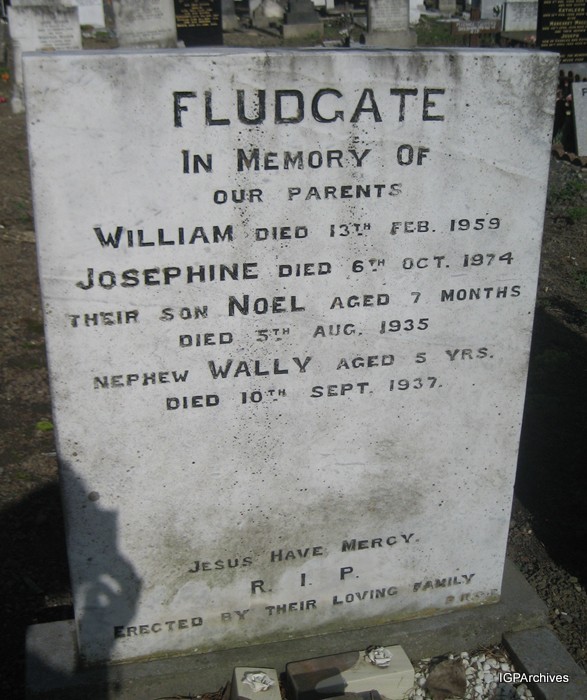 FLUDGATE
IN MEMORY OF
OUR PARENTS
WILLIAM DIED 13TH FEB. 1959
JOSEPHINE DIED 6TH OCT. 1974
THEIR SON NOEL AGED 7 MONTHS
DIED 5TH AUG. 1935
NEPHEW WALLY AGED 5 YRS.
DIED 10TH SEPT. 1937.
JESUS HAVE MERCY.
R. I. P.
ERECTED BY THEIR LOVING FAMILY
IGPArchives